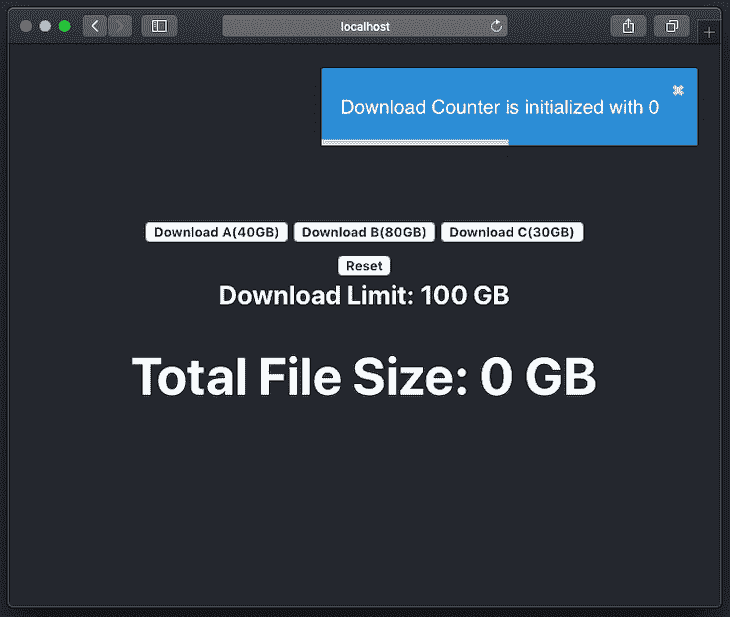 localhost
Download Counter is initialized with 0
Download A(40GB) Download B(80GB) Download C(30GB)
Reset
Download Limit: 100 GB
Total File Size: 0 GB